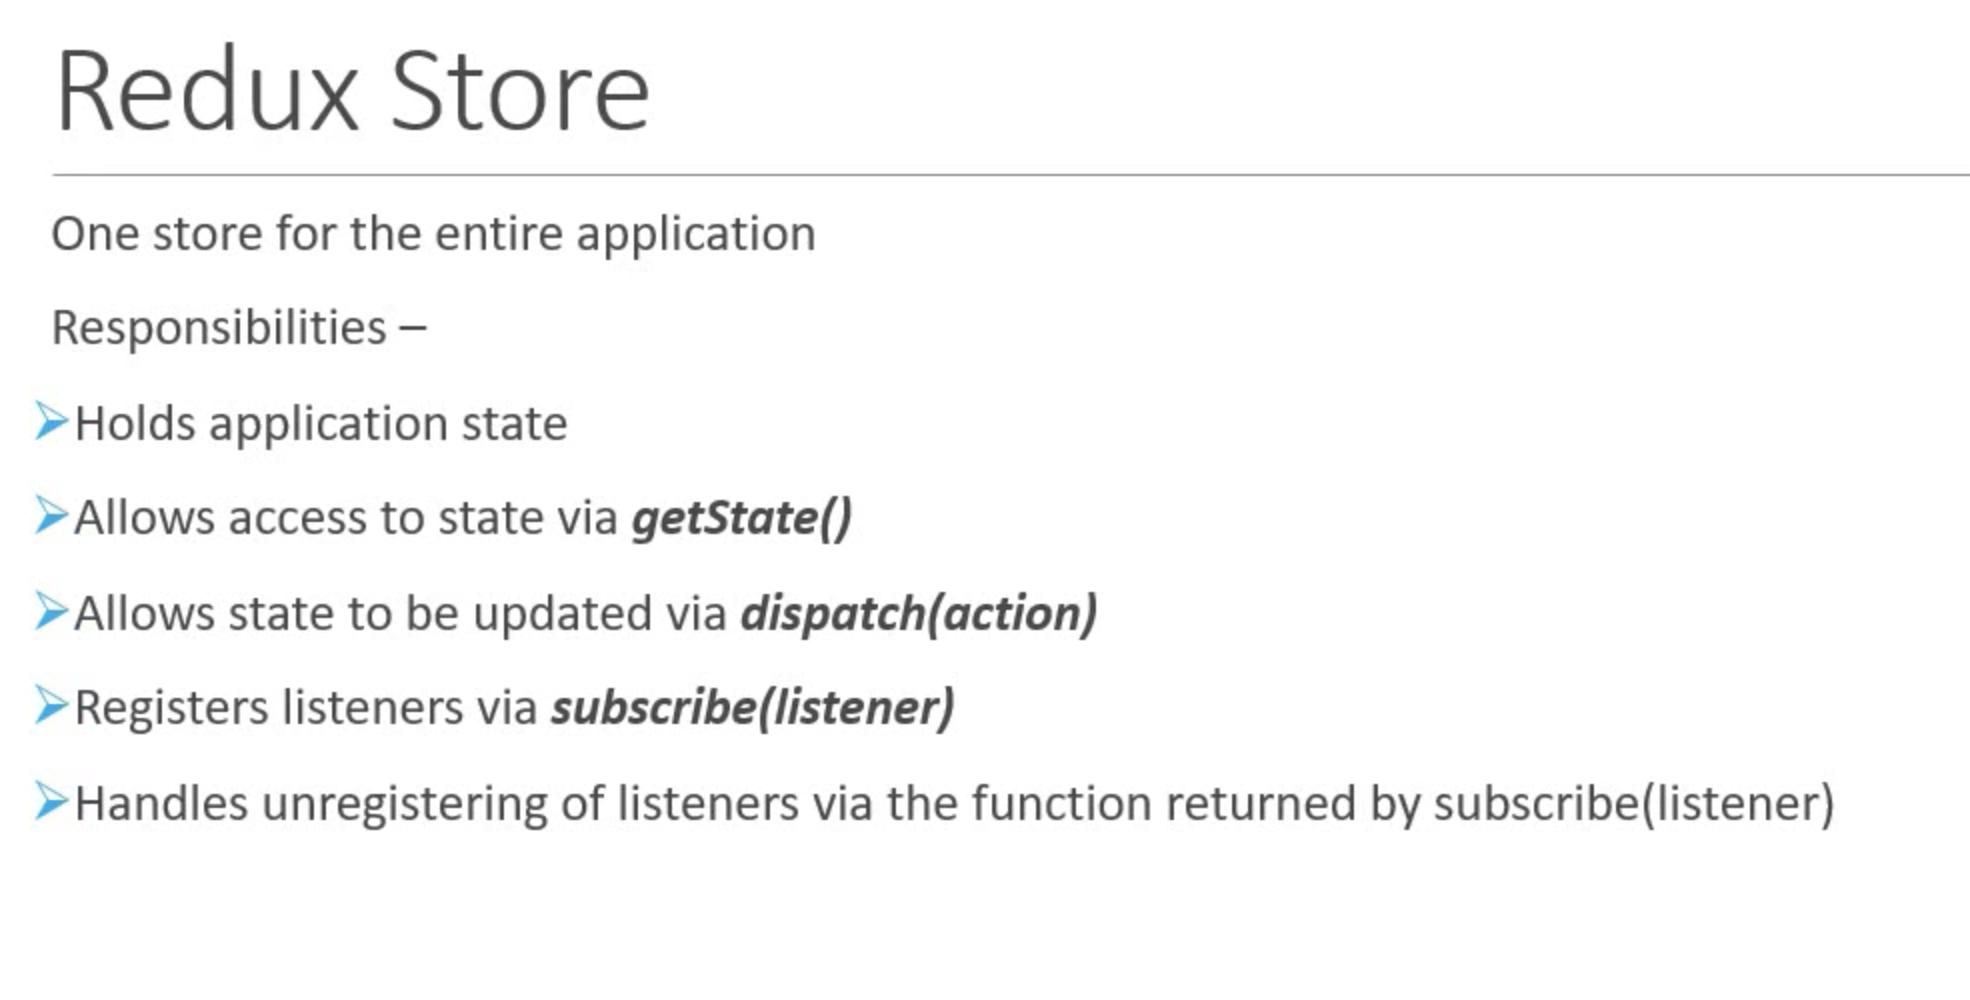 Redux Store
One store for the entire application
Responsibilities –
Holds application state
Allows access to state via getState()
Allows state to be updated via dispatch(action)
Registers listeners via subscribe(listener)
Handles unregistering of listeners via the function returned by subscribe(listener)